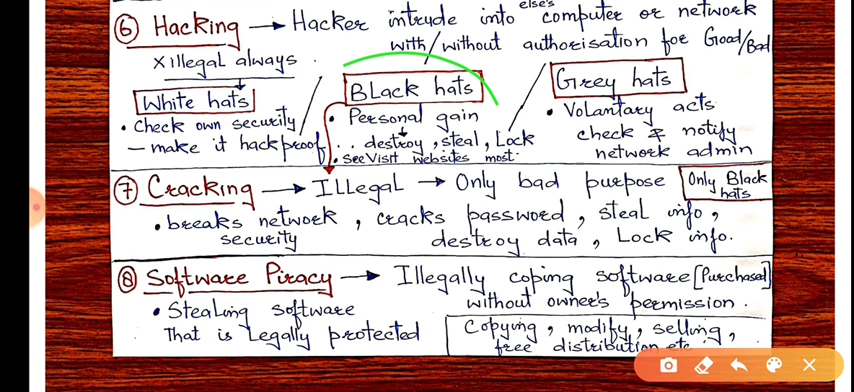 ⑥ Hacking → Hacker intrude into else's computer or network
with/without authorisation for Good/Bad
× illegal always .
White hats
Black hats
Grey hats
• Check own security
– make it hackproof
• Personal gain
.. destroy, steal, Lock
• see Visit websites most.
• Volantary acts
check & notify
network admin
⑦ Cracking → Illegal → Only bad purpose
Only Black
hats
• breaks network , cracks password , steal info ,
security destroy data , Lock info.
⑧ Software Piracy → Illegally coping software [Purchased]
without owner's permission .
• Stealing software
That is Legally protected
Copying , modify , selling ,
free distribution etc